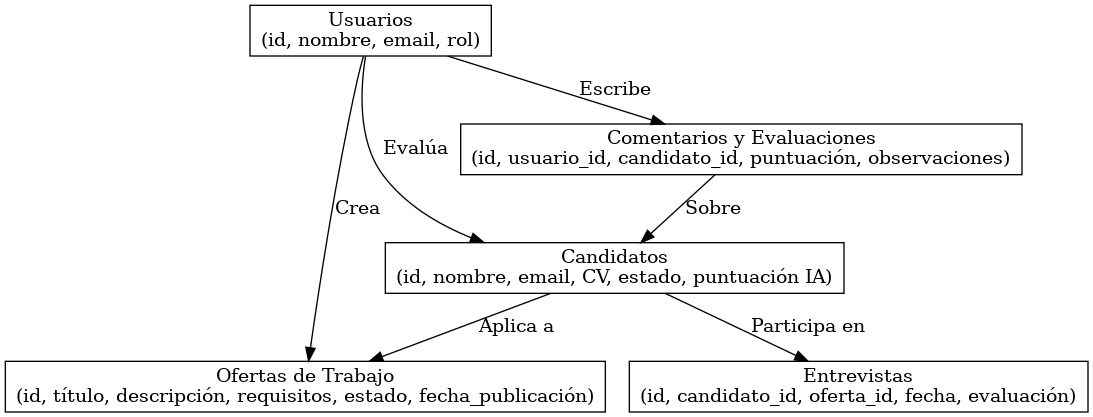 Usuarios
(id, nombre, email, rol)
Escribe
Comentarios y Evaluaciones
(id, usuario_id, candidato_id, puntuación, observaciones)
Evalúa
Crea
Sobre
Candidatos
(id, nombre, email, CV, estado, puntuación IA)
Aplica a
Participa en
Ofertas de Trabajo
(id, título, descripción, requisitos, estado, fecha_publicación)
Entrevistas
(id, candidato_id, oferta_id, fecha, evaluación)